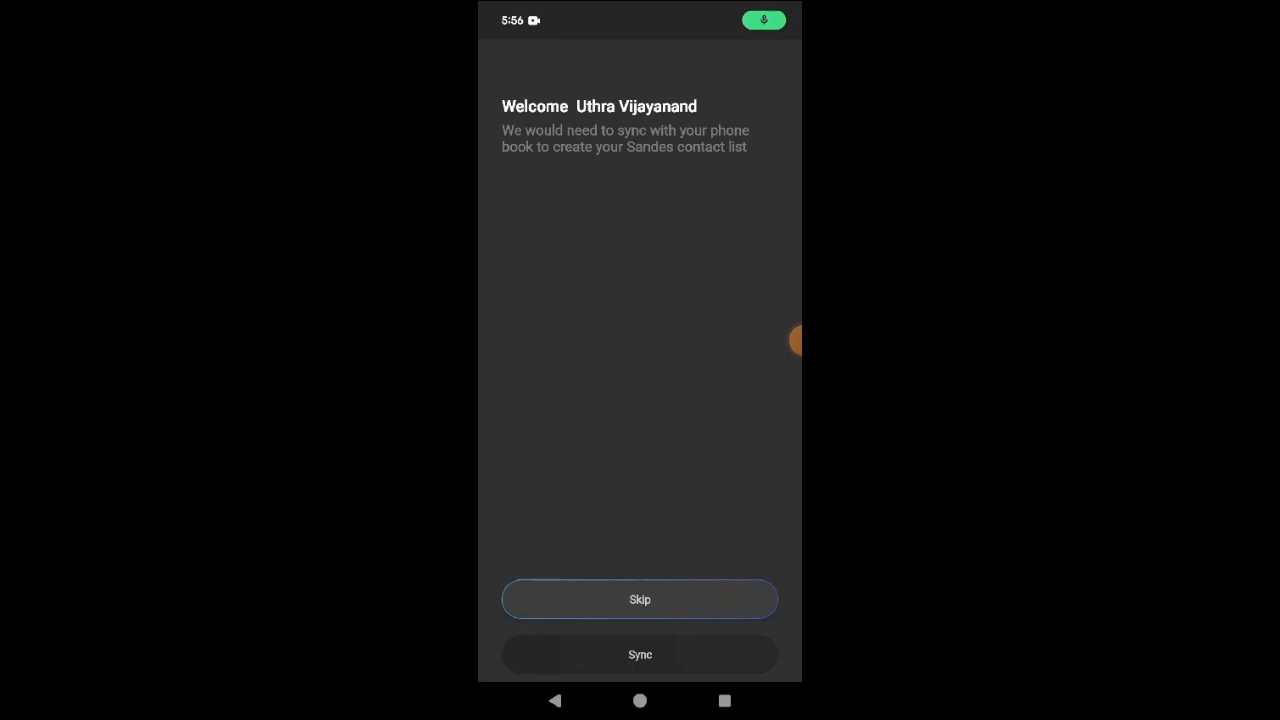 5:56
Welcome Uthra Vijayanand
We would need to sync with your phone
book to create your Sandes contact list
Skip
Sync